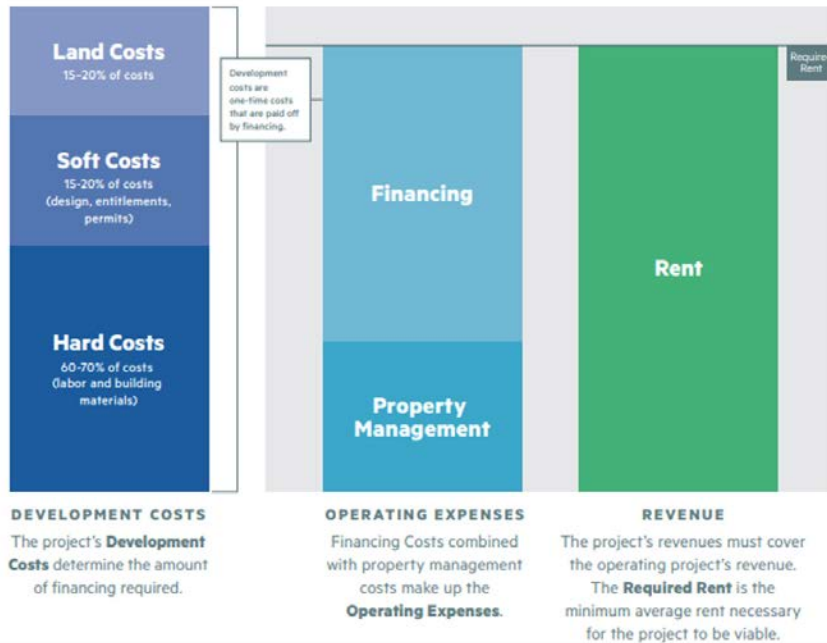 Land Costs
15-20% of costs
Soft Costs
15-20% of costs
(design, entitlements,
permits)
Hard Costs
60-70% of costs
(labor and building
materials)
Development
costs are
one-time costs
that are paid off
by financing.
Financing
Property
Management
Rent
Require
Rent
DEVELOPMENT COSTS
The project's Development
Costs determine the amount
of financing required.
OPERATING EXPENSES
Financing Costs combined
with property management
costs make up the
Operating Expenses.
REVENUE
The project's revenues must cover
the operating project's revenue.
The Required Rent is the
minimum average rent necessary
for the project to be viable.